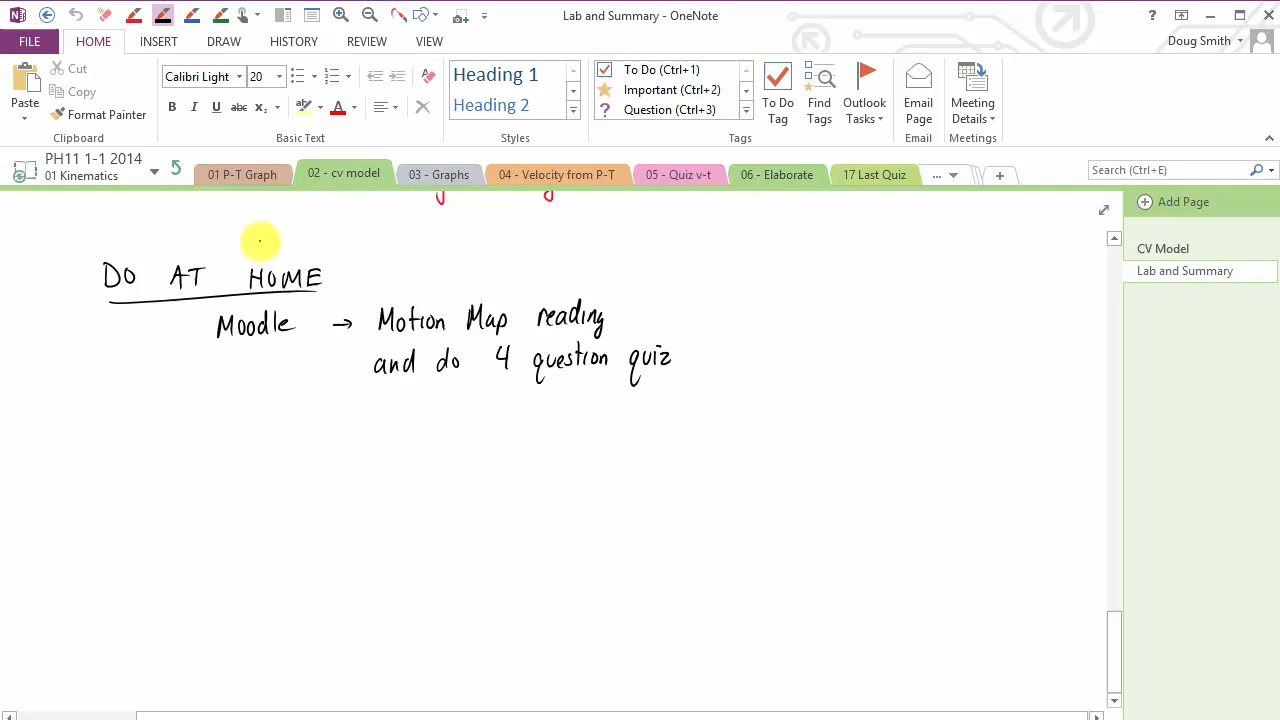 Lab and Summary - OneNote
FILE HOME INSERT DRAW HISTORY REVIEW VIEW
Doug Smith
Paste
Cut
Copy
Format Painter
Clipboard
Calibri Light 20
B I U abc X₂ ab A
Basic Text
Heading 1
Heading 2
Styles
To Do (Ctrl+1)
Important (Ctrl+2)
? Question (Ctrl+3)
To Do Tag
Find Tags
Outlook Tasks
Tags
Email Page
Email
Meeting Details
Meetings
PH11 1-1 2014
01 Kinematics
01 P-T Graph 02 - cv model 03 - Graphs 04 - Velocity from P-T 05 - Quiz v-t 06 - Elaborate 17 Last Quiz ... +
Search (Ctrl+E)
Add Page
CV Model
Lab and Summary
DO AT HOME
Moodle → Motion Map reading
and do 4 question quiz